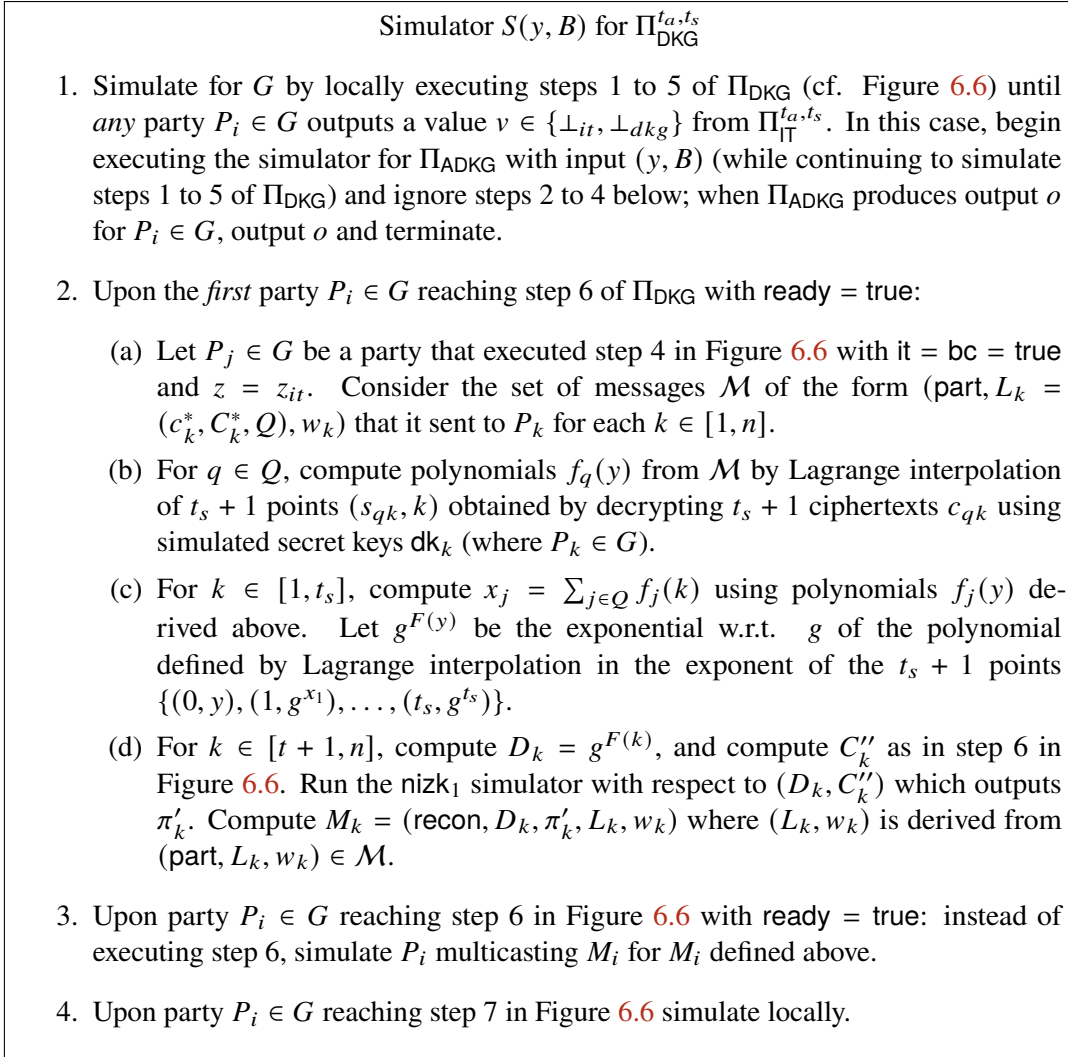 Simulator S(y, B) for Π_DKG^{t_a,t_s}
1. Simulate for G by locally executing steps 1 to 5 of Π_DKG (cf. Figure 6.6) until
any party P_i ∈ G outputs a value v ∈ {⊥_it, ⊥_dkg} from Π_IT^{t_a,t_s}. In this case, begin
executing the simulator for Π_ADKG with input (y, B) (while continuing to simulate
steps 1 to 5 of Π_DKG) and ignore steps 2 to 4 below; when Π_ADKG produces output o
for P_i ∈ G, output o and terminate.
2. Upon the first party P_i ∈ G reaching step 6 of Π_DKG with ready = true:
(a) Let P_j ∈ G be a party that executed step 4 in Figure 6.6 with it = bc = true
and z = z_it. Consider the set of messages M of the form (part, L_k =
(c_k^*, C_k^*, Q), w_k) that it sent to P_k for each k ∈ [1, n].
(b) For q ∈ Q, compute polynomials f_q(y) from M by Lagrange interpolation
of t_s + 1 points (s_qk, k) obtained by decrypting t_s + 1 ciphertexts c_qk using
simulated secret keys dk_k (where P_k ∈ G).
(c) For k ∈ [1, t_s], compute x_j = ∑_{j∈Q} f_j(k) using polynomials f_j(y) de-
rived above. Let g^{F(y)} be the exponential w.r.t. g of the polynomial
defined by Lagrange interpolation in the exponent of the t_s + 1 points
{(0, y), (1, g^{x_1}), . . . , (t_s, g^{t_s})}.
(d) For k ∈ [t + 1, n], compute D_k = g^{F(k)}, and compute C''_k as in step 6 in
Figure 6.6. Run the nizk_1 simulator with respect to (D_k, C''_k) which outputs
π'_k. Compute M_k = (recon, D_k, π'_k, L_k, w_k) where (L_k, w_k) is derived from
(part, L_k, w_k) ∈ M.
3. Upon party P_i ∈ G reaching step 6 in Figure 6.6 with ready = true: instead of
executing step 6, simulate P_i multicasting M_i for M_i defined above.
4. Upon party P_i ∈ G reaching step 7 in Figure 6.6 simulate locally.